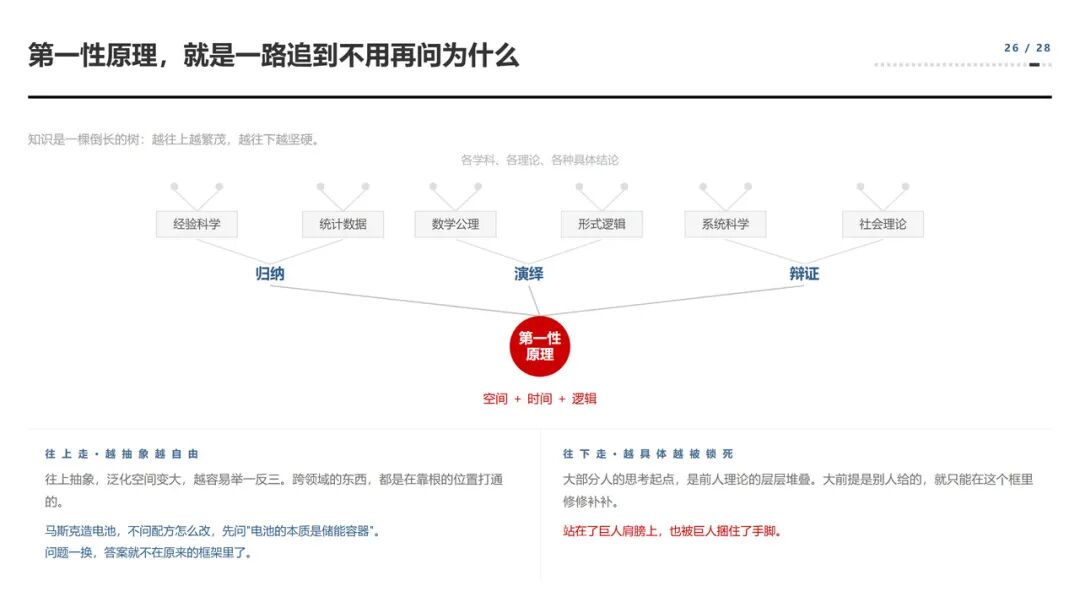 第一性原理，就是一路追到不用再问为什么
26 / 28
知识是一棵倒长的树：越往上越繁茂，越往下越坚硬。
各学科、各理论、各种具体结论
经验科学
统计数据
数学公理
形式逻辑
系统科学
社会理论
归纳
演绎
辩证
第一性
原理
空间 + 时间 + 逻辑
往上走·越抽象越自由
往上抽象，泛化空间变大，越容易举一反三。跨领域的东西，都是在靠根的位置打通
的。
马斯克造电池，不问配方怎么改，先问"电池的本质是储能容器"。
问题一换，答案就不在原来的框架里了。
往下走·越具体越被锁死
大部分人的思考起点，是前人理论的层层堆叠。大前提是别人给的，就只能在这个框里
修修补补。
站在了巨人肩膀上，也被巨人捆住了手脚。